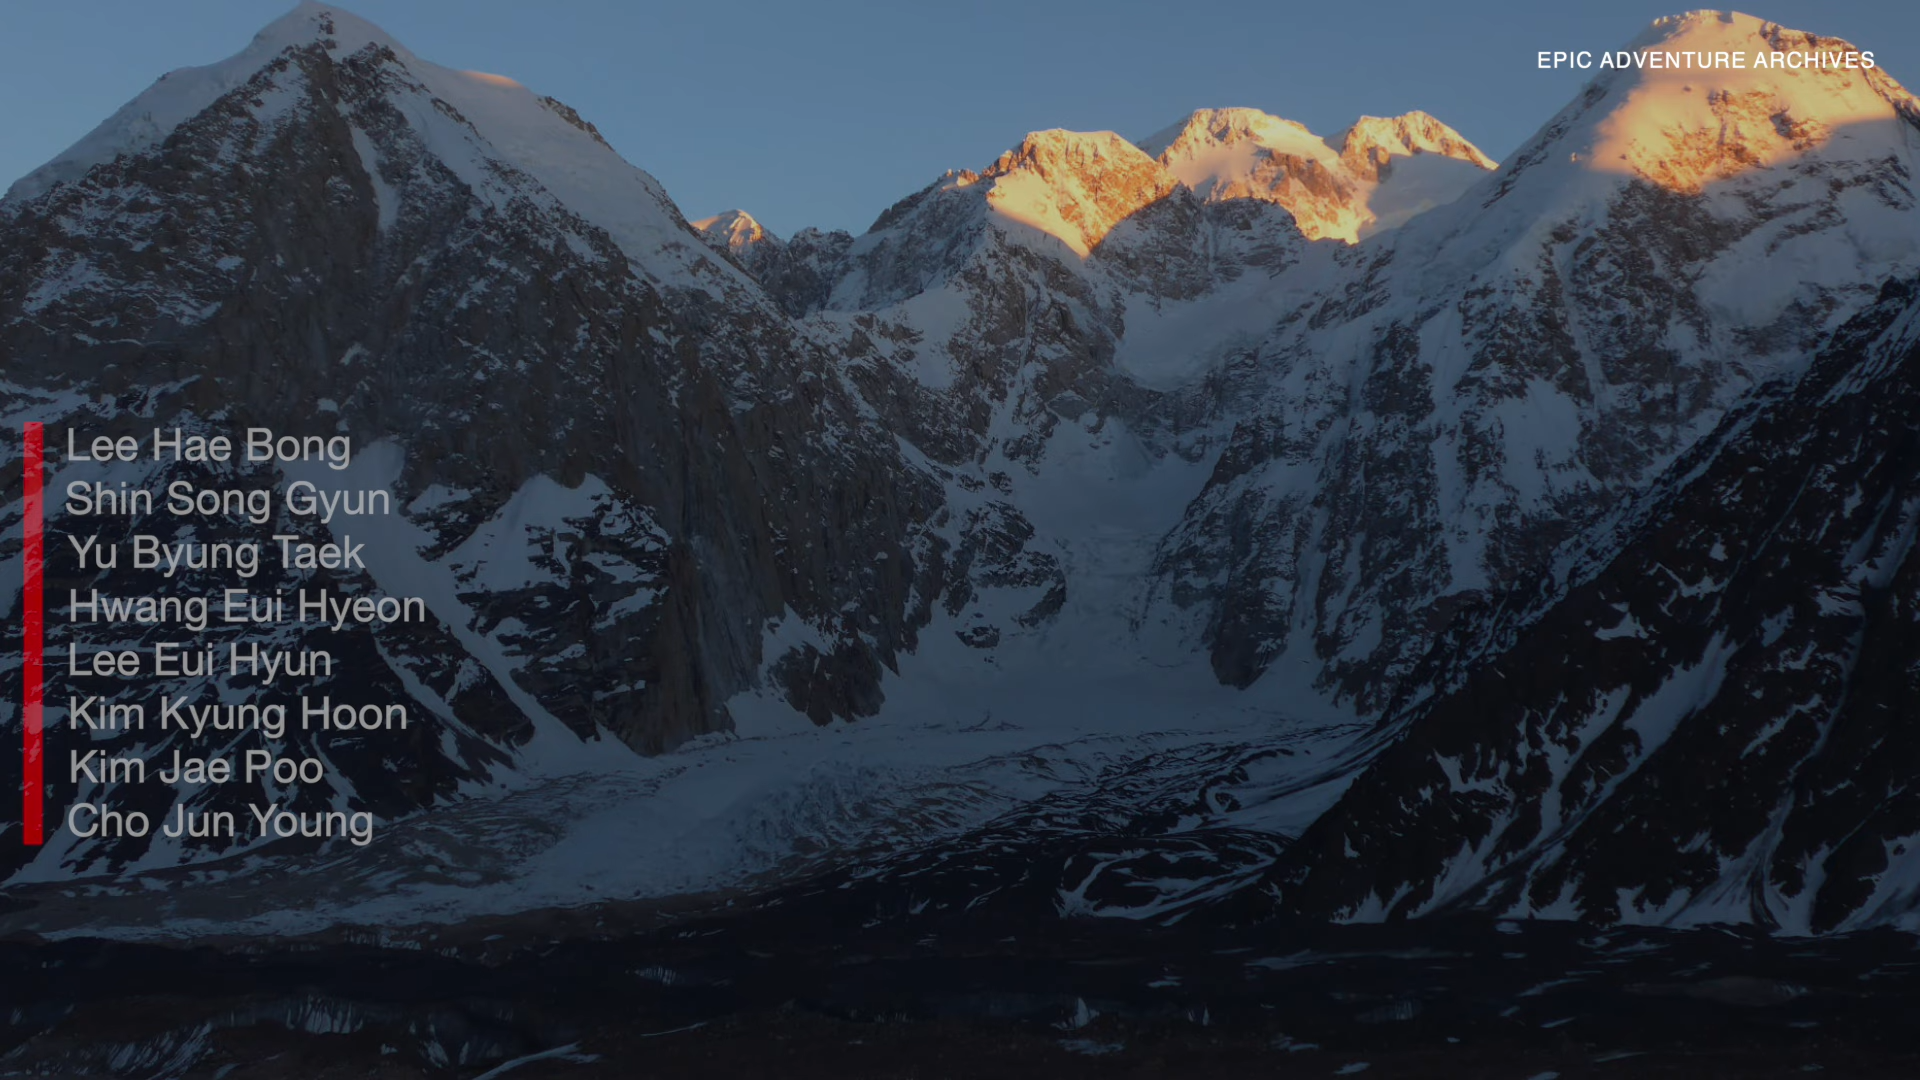 EPIC ADVENTURE ARCHIVES
Lee Hae Bong
Shin Song Gyun
Yu Byung Taek
Hwang Eui Hyeon
Lee Eui Hyun
Kim Kyung Hoon
Kim Jae Poo
Cho Jun Young